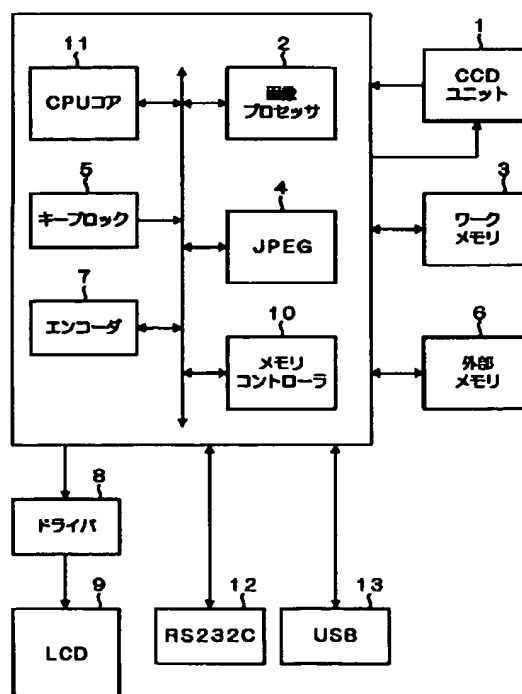 11
CPUコア
2
画像
プロセッサ
1
CCD
ユニット
5
キーブロック
4
JPEG
3
ワーク
メモリ
7
エンコーダ
10
メモリ
コントローラ
6
外部
メモリ
8
ドライバ
9
LCD
12
RS232C
13
USB